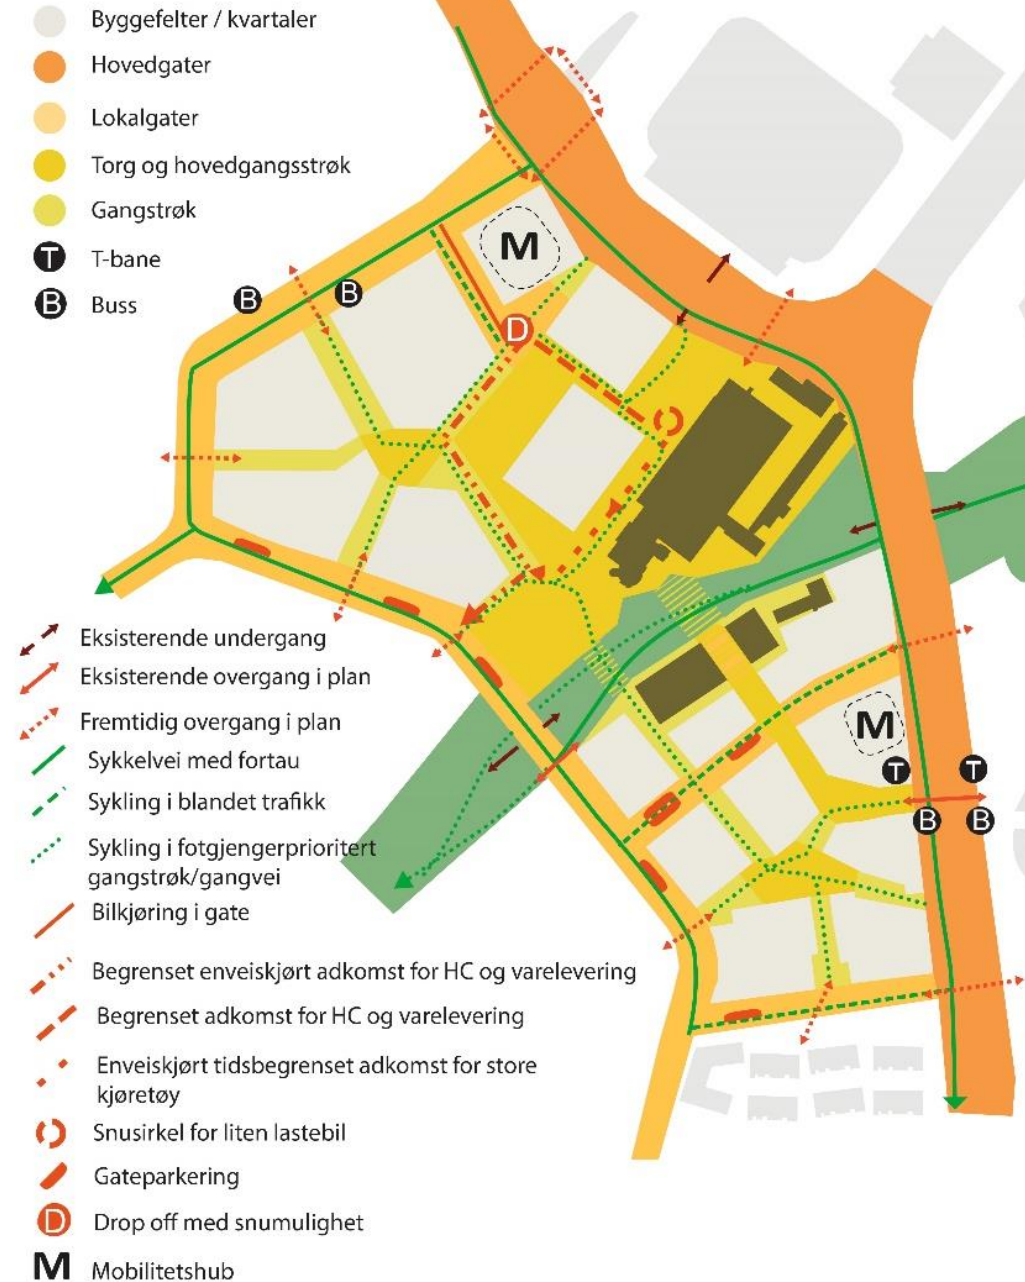 Byggefelter / kvartaler
Hovedgater
Lokalgater
Torg og hovedgangsstrøk
Gangstrøk
T T-bane
B Buss
M
B
B
D
Eksisterende undergang
Eksisterende overgang i plan
Fremtidig overgang i plan
Sykkelvei med fortau
Sykling i blandet trafikk
Sykling i fotgjengerprioritert
gangstrøk/gangvei
Bilkjøring i gate
Begrenset enveiskjørt adkomst for HC og varelevering
Begrenset adkomst for HC og varelevering
Enveiskjørt tidsbegrenset adkomst for store
kjøretøy
Snusirkel for liten lastebil
Gateparkering
D Drop off med snumulighet
M Mobilitetshub
M
T
T
B
B